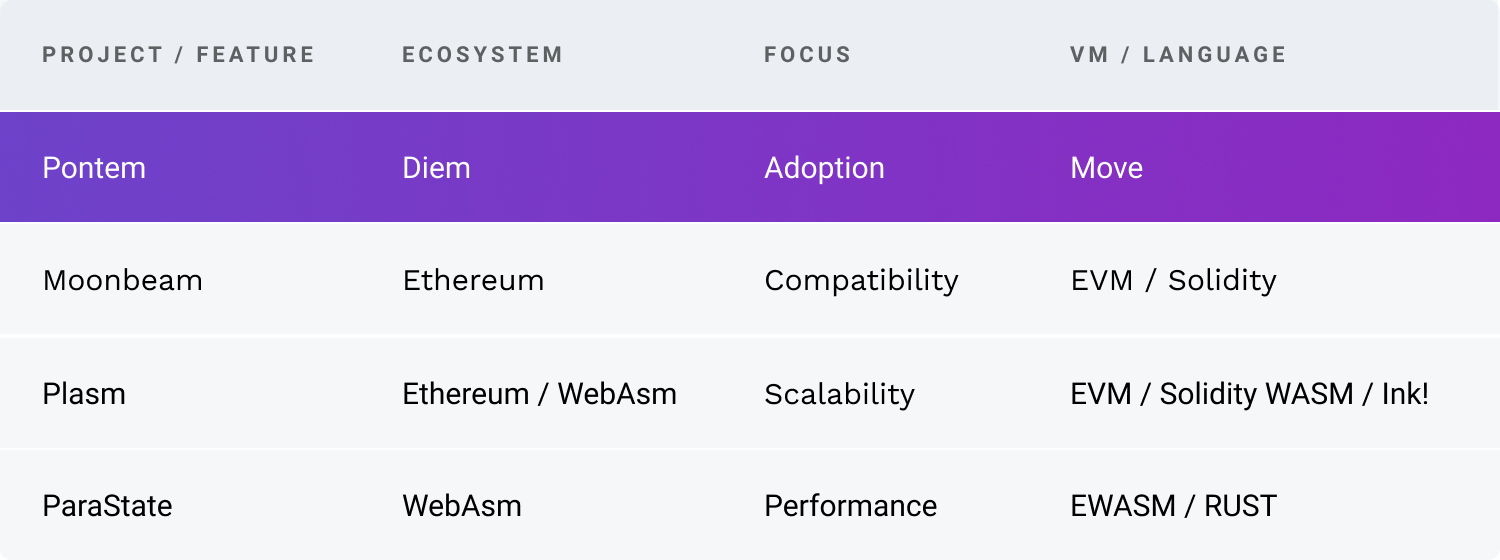 PROJECT / FEATURE ECOSYSTEM FOCUS VM / LANGUAGE
Pontem Diem Adoption Move
Moonbeam Ethereum Compatibility EVM / Solidity
Plasm Ethereum / WebAsm Scalability EVM / Solidity WASM / Ink!
ParaState WebAsm Performance EWASM / RUST